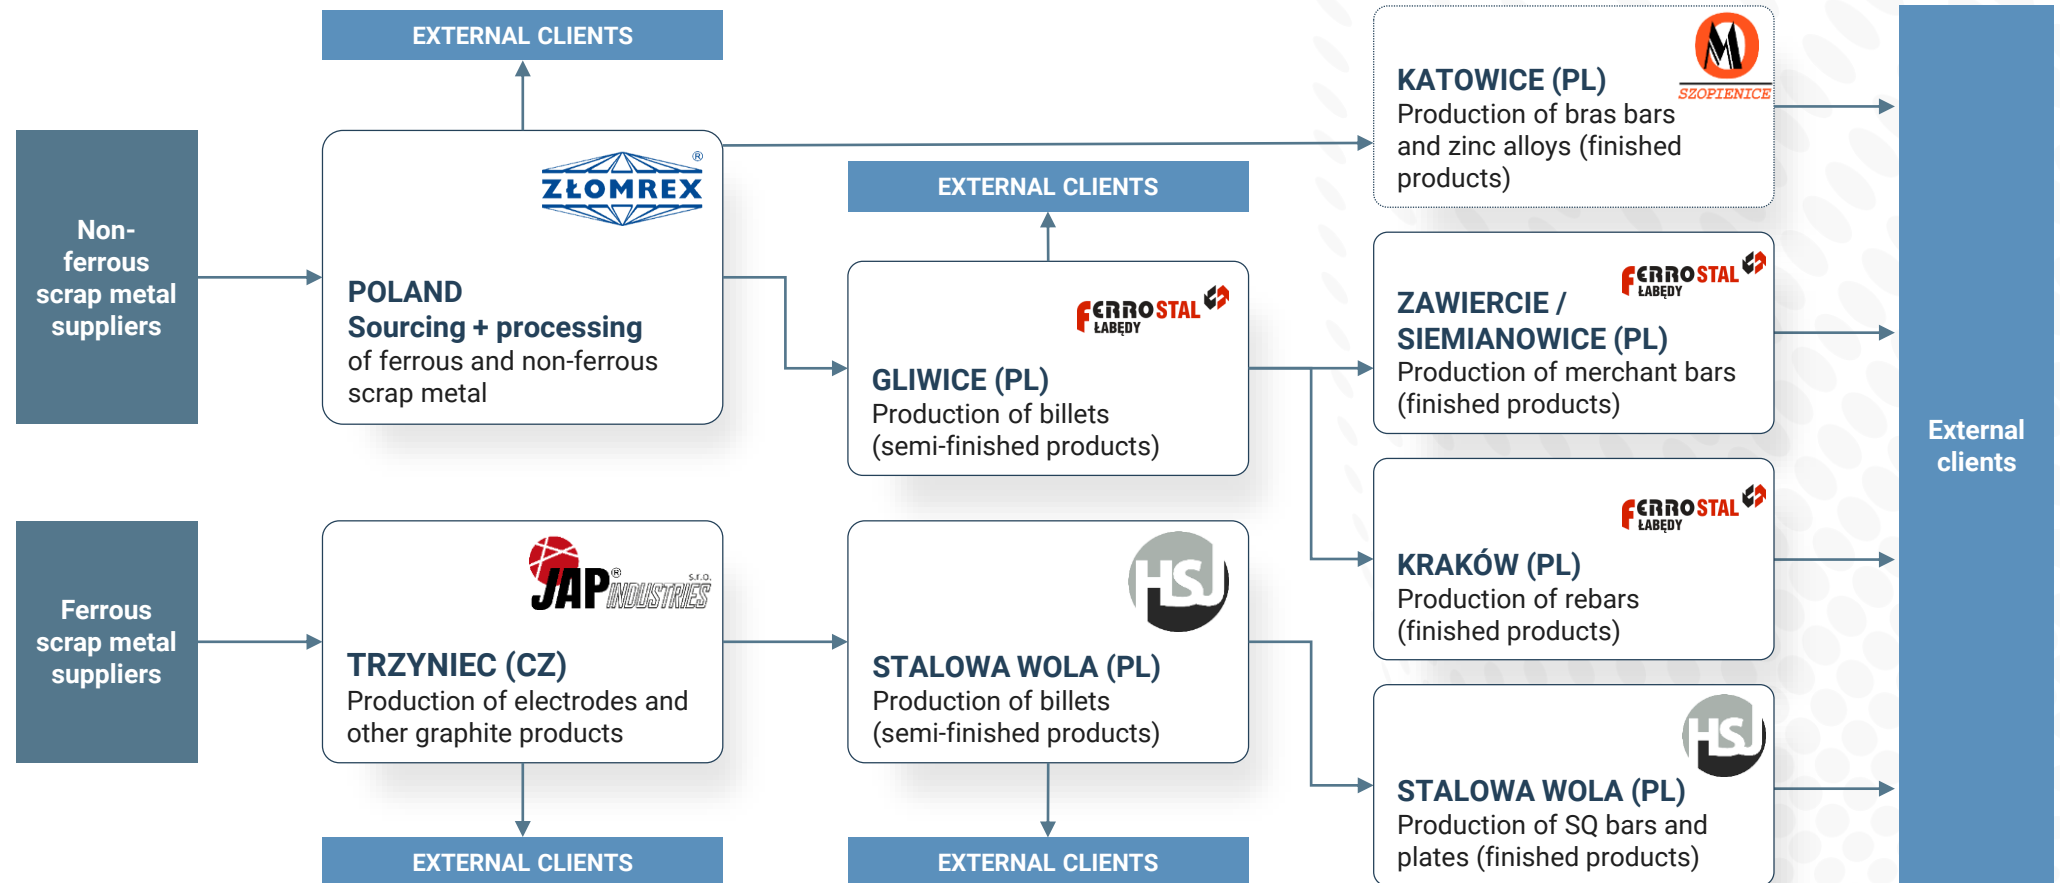 EXTERNAL CLIENTS
Non-
ferrous
scrap metal
suppliers
ZŁOMREX ®
POLAND
Sourcing + processing
of ferrous and non-ferrous
scrap metal
EXTERNAL CLIENTS
FERROSTAL
ŁABĘDY
GLIWICE (PL)
Production of billets
(semi-finished products)
SZOPIENICE
KATOWICE (PL)
Production of bras bars
and zinc alloys (finished
products)
FERROSTAL
ŁABĘDY
ZAWIERCIE /
SIEMIANOWICE (PL)
Production of merchant bars
(finished products)
FERROSTAL
ŁABĘDY
KRAKÓW (PL)
Production of rebars
(finished products)
Ferrous
scrap metal
suppliers
JAP® INDUSTRIES s.r.o.
TRZYNIEC (CZ)
Production of electrodes and
other graphite products
EXTERNAL CLIENTS
HSJ
STALOWA WOLA (PL)
Production of billets
(semi-finished products)
EXTERNAL CLIENTS
HSJ
STALOWA WOLA (PL)
Production of SQ bars and
plates (finished products)
External
clients